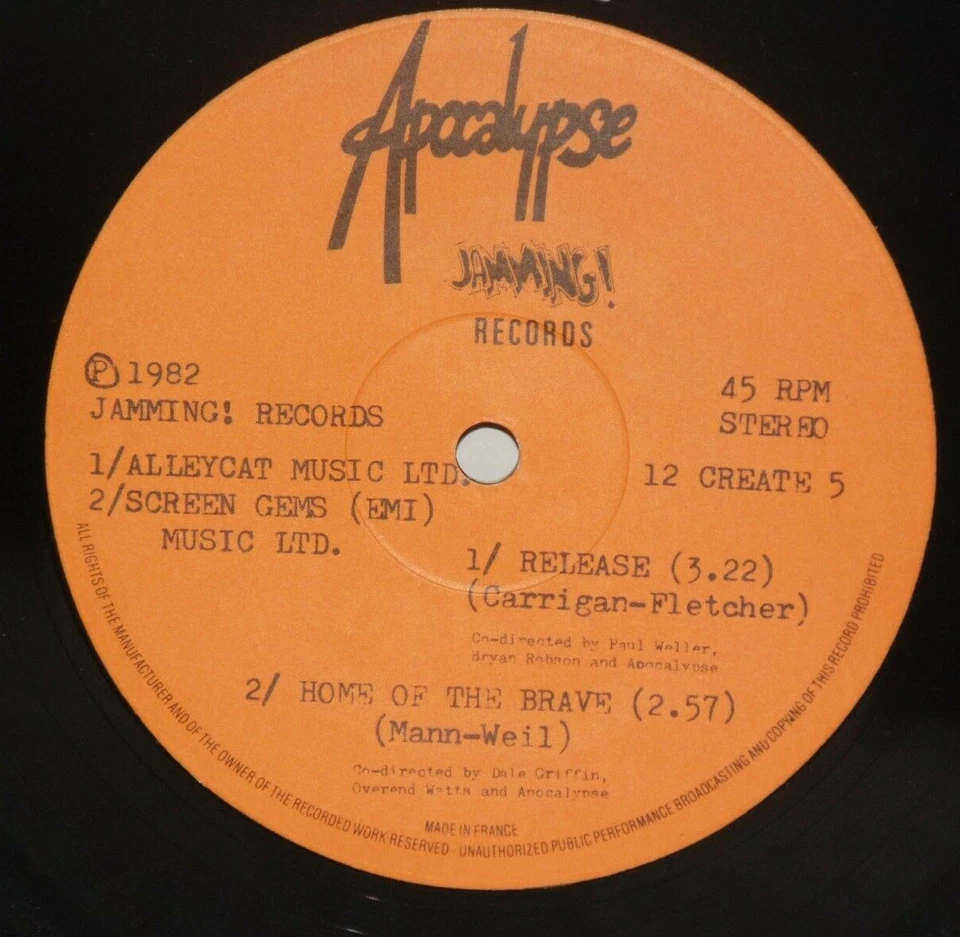 Apocalypse
JAMMING!
RECORDS
Ⓟ 1982
JAMMING! RECORDS
1/ALLEYCAT MUSIC LTD.
2/SCREEN GEMS (EMI)
MUSIC LTD.
45 RPM
STEREO
12 CREATE 5
1/ RELEASE (3.22)
(Carrigan-Fletcher)
Co-directed by Paul Weller,
Bryan Robson and Apocalypse
2/ HOME OF THE BRAVE (2.57)
(Mann-Weil)
Co-directed by Dale Griffin,
Overend Watts and Apocalypse
MADE IN FRANCE
ALL RIGHTS OF THE MANUFACTURER AND OF THE OWNER OF THE RECORDED WORK RESERVED - UNAUTHORIZED PUBLIC PERFORMANCE BROADCASTING AND COPYING OF THIS RECORD PROHIBITED